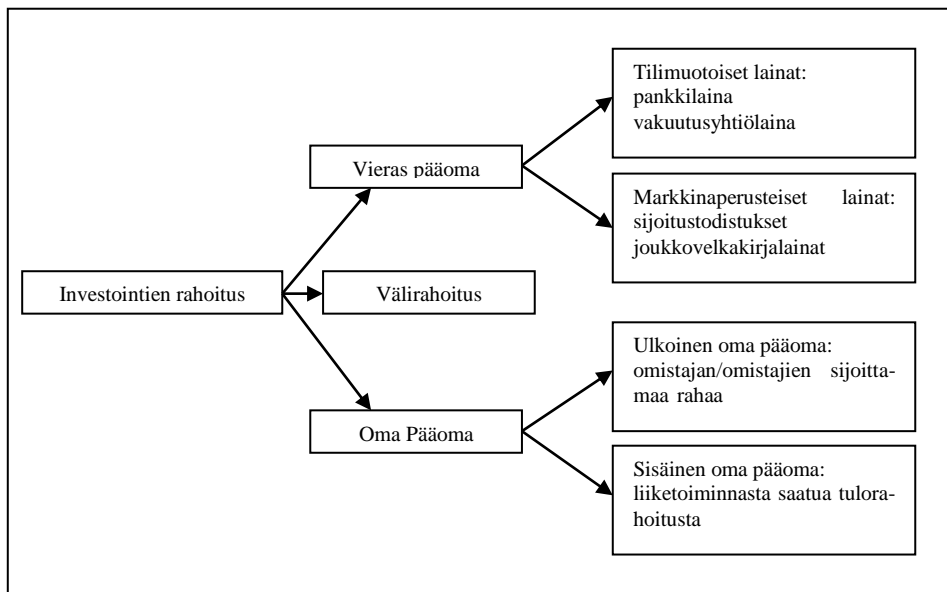 Tilimuotoiset lainat:
pankkilaina
vakuutusyhtiölaina
Vieras pääoma
Markkinaperusteiset lainat:
sijoitustodistukset
joukkovelkakirjalainat
Investointien rahoitus
Välirahoitus
Ulkoinen oma pääoma:
omistajan/omistajien sijoitta-
maa rahaa
Oma Pääoma
Sisäinen oma pääoma:
liiketoiminnasta saatua tulora-
hoitusta